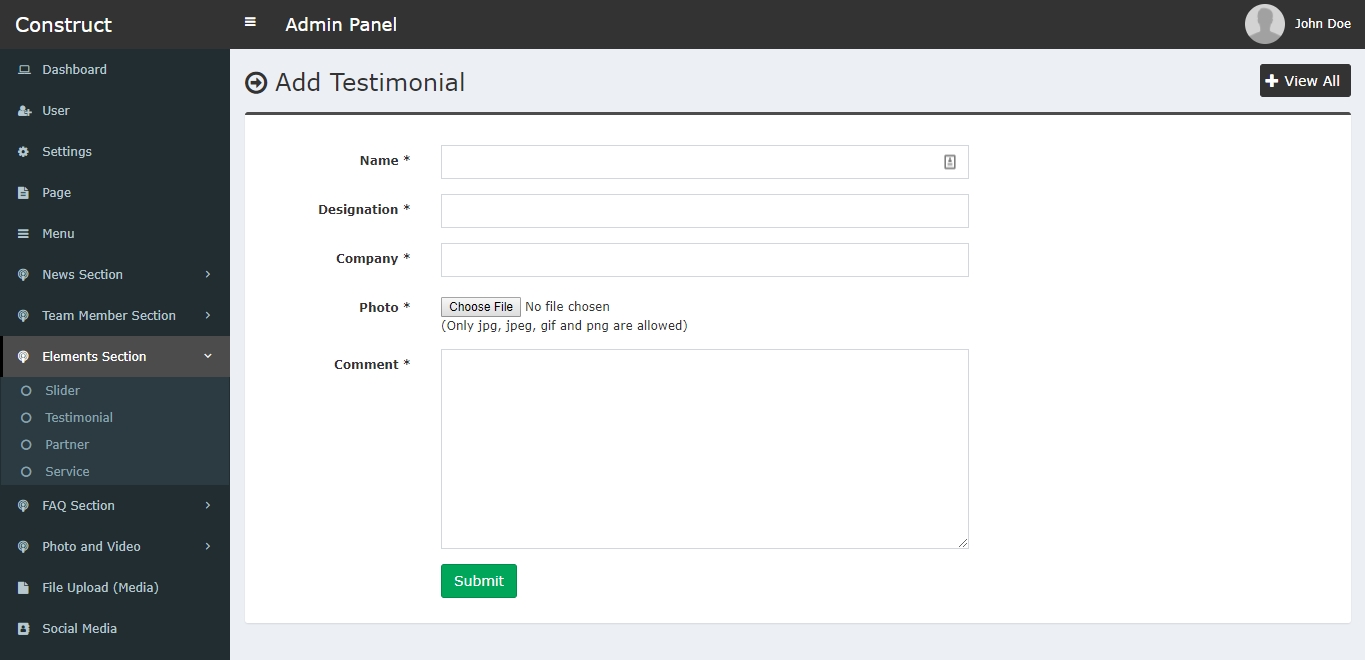 Construct
Admin Panel
John Doe
Dashboard
User
Settings
Page
Menu
News Section
Team Member Section
Elements Section
Slider
Testimonial
Partner
Service
FAQ Section
Photo and Video
File Upload (Media)
Social Media
Add Testimonial
View All
Name *
Designation *
Company *
Photo *
Choose File No file chosen
(Only jpg, jpeg, gif and png are allowed)
Comment *
Submit